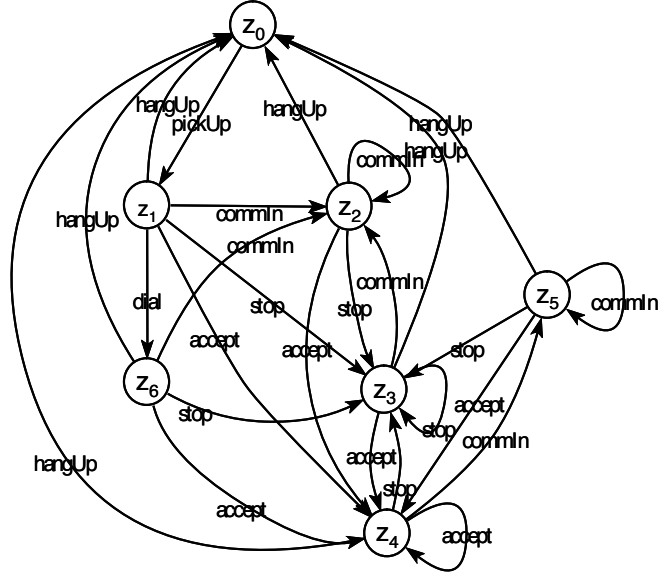 z0
hangUp
hangUp
pickUp
hangUp
hangUp
commIn
z1
commIn
z2
hangUp
commIn
commIn
z5
commIn
dial
stop
stop
accept
accept
stop
z6
z3
stop
accept
stop
commIn
accept
hangUp
stop
accept
z4
accept